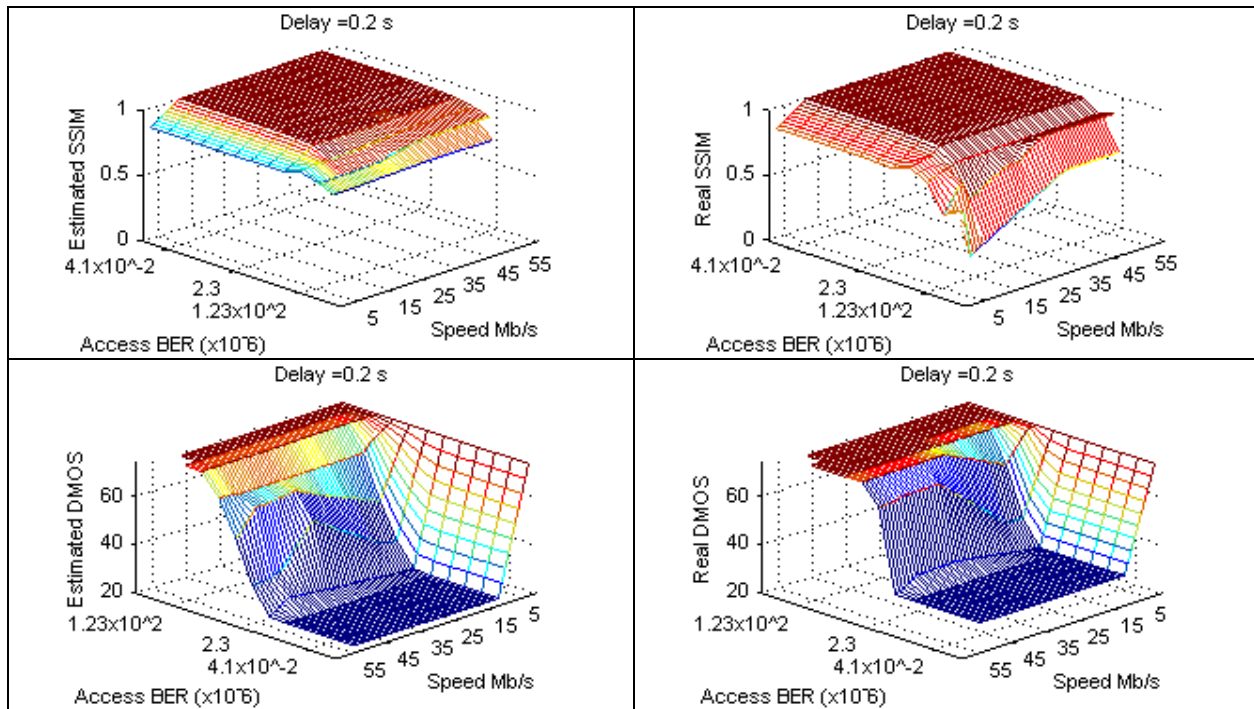 Delay =0.2 s
Estimated SSIM
1
0.5
0
4.1x10^-2
2.3
1.23x10^2
5
15
25
35
45
55
Speed Mb/s
Access BER (x10⁻6)
Delay =0.2 s
Real SSIM
1
0.5
0
4.1x10^-2
2.3
1.23x10^2
5
15
25
35
45
55
Speed Mb/s
Access BER (x10⁻6)
Delay =0.2 s
Estimated DMOS
60
40
20
1.23x10^2
2.3
4.1x10^-2
55
45
35
25
15
5
Speed Mb/s
Access BER (x10⁻6)
Delay =0.2 s
Real DMOS
60
40
20
1.23x10^2
2.3
4.1x10^-2
55
45
35
25
15
5
Speed Mb/s
Access BER (x10⁻6)